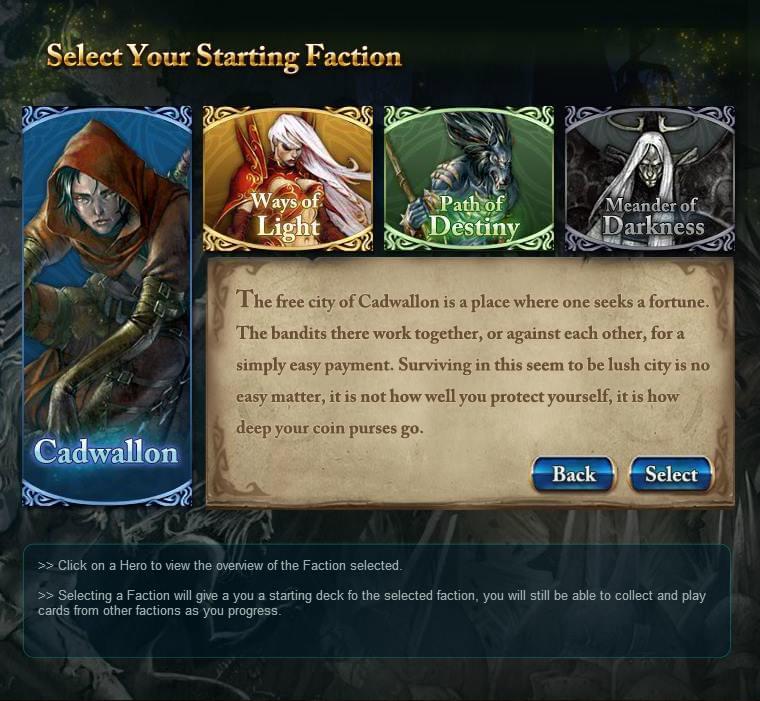 Select Your Starting Faction
Ways of
Light
Path of
Destiny
Meander of
Darkness
Cadwallon
The free city of Cadwallon is a place where one seeks a fortune.
The bandits there work together, or against each other, for a
simply easy payment. Surviving in this seem to be lush city is no
easy matter, it is not how well you protect yourself, it is how
deep your coin purses go.
Back
Select
>> Click on a Hero to view the overview of the Faction selected.
>> Selecting a Faction will give a you a starting deck fo the selected faction, you will still be able to collect and play
cards from other factions as you progress.